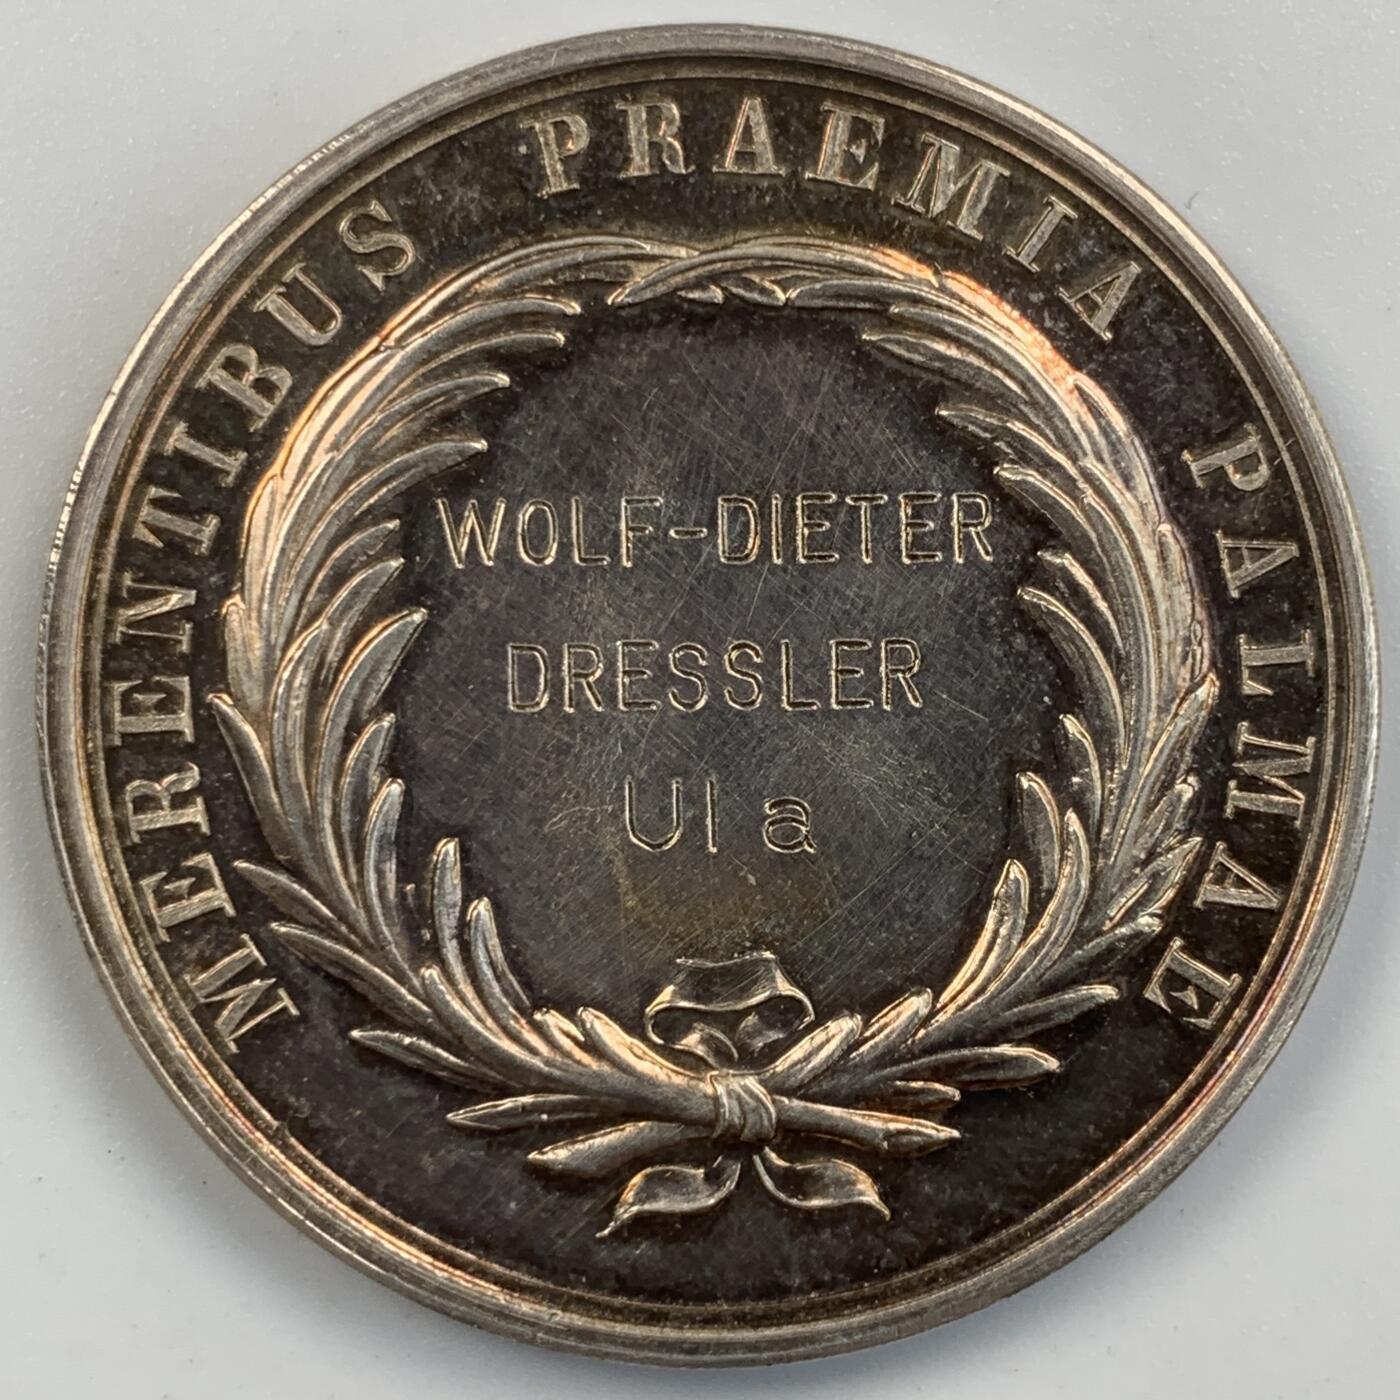 MERENTIBUS PRAEMIA PALMAE
WOLF-DIETER
DRESSLER
UI a